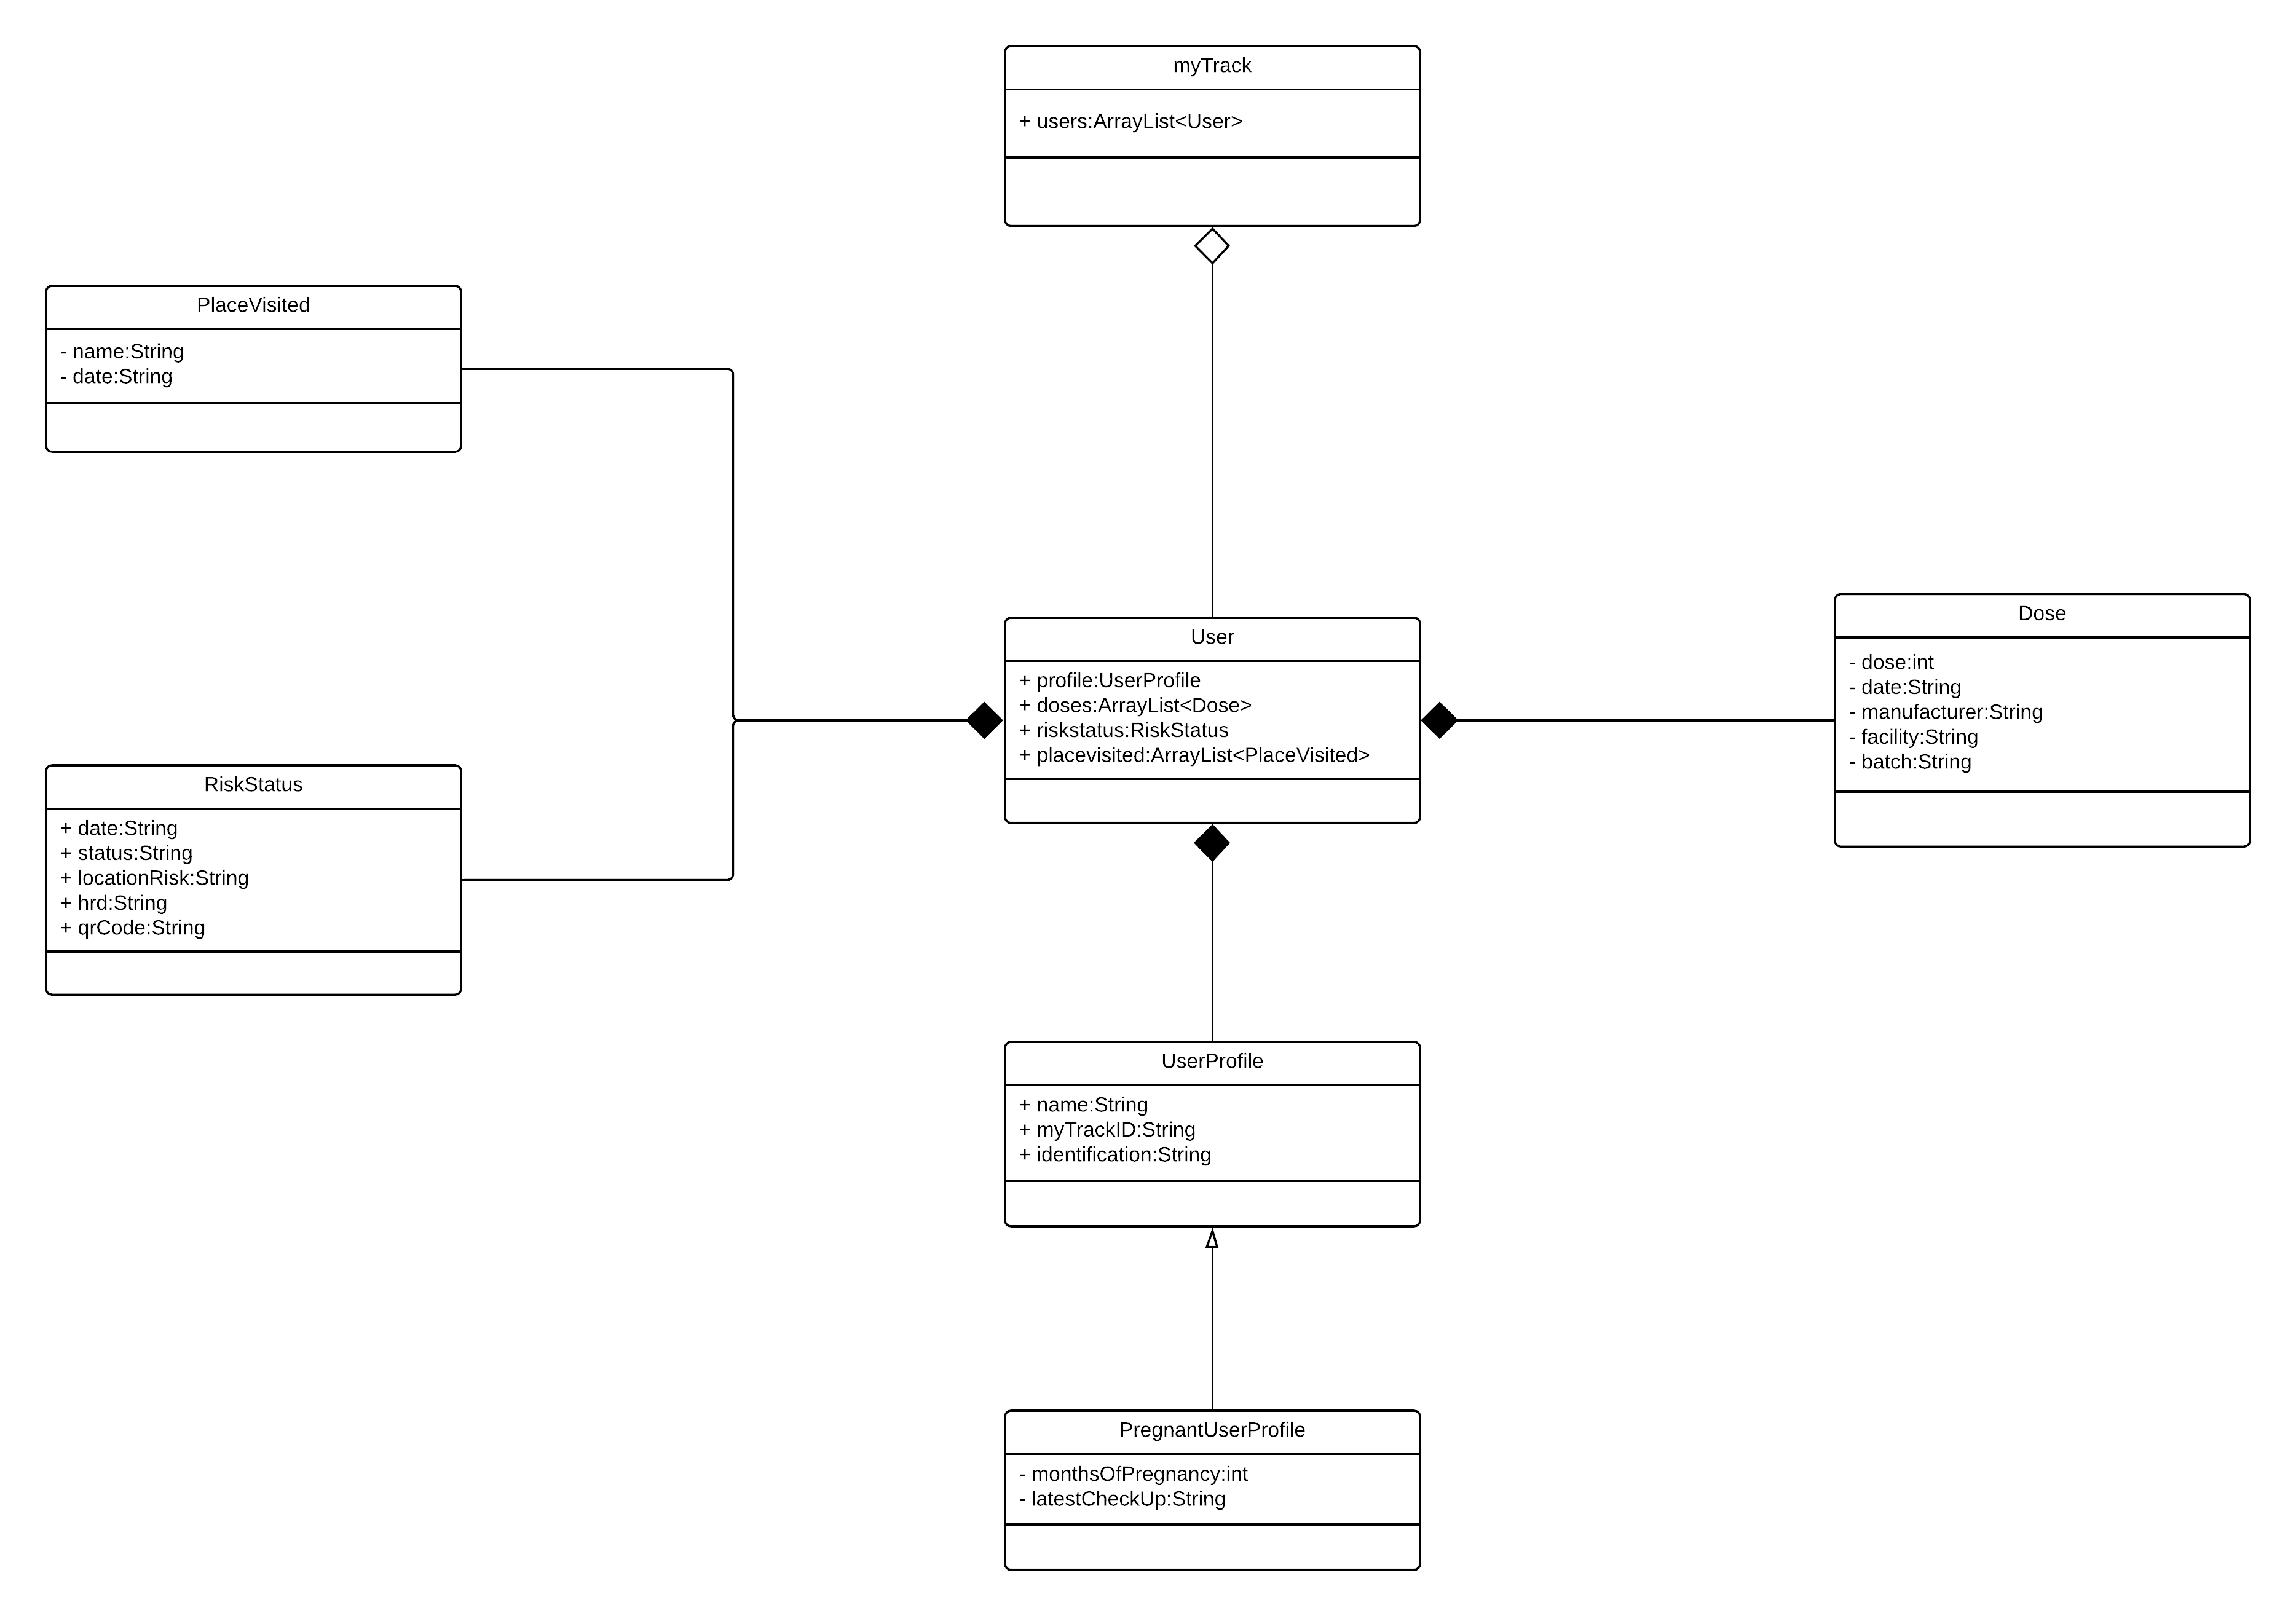 myTrack
+ users:ArrayList<User>
PlaceVisited
- name:String
- date:String
User
+ profile:UserProfile
+ doses:ArrayList<Dose>
+ riskstatus:RiskStatus
+ placevisited:ArrayList<PlaceVisited>
Dose
- dose:int
- date:String
- manufacturer:String
- facility:String
- batch:String
RiskStatus
+ date:String
+ status:String
+ locationRisk:String
+ hrd:String
+ qrCode:String
UserProfile
+ name:String
+ myTrackID:String
+ identification:String
PregnantUserProfile
- monthsOfPregnancy:int
- latestCheckUp:String